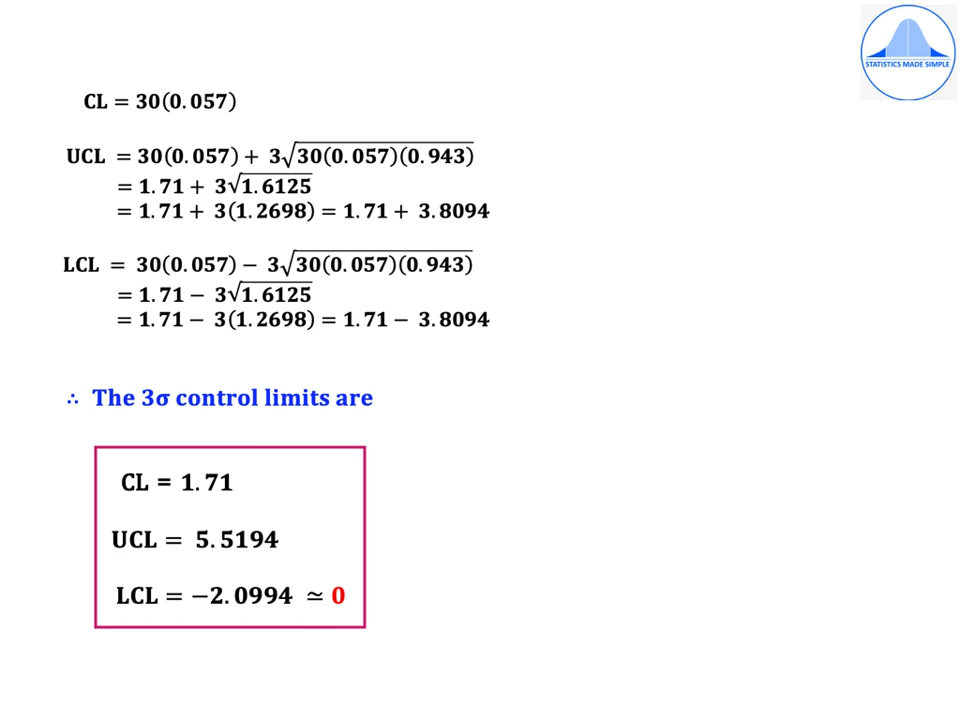 STATISTICS MADE SIMPLE
CL = 30(0.057)
UCL = 30(0.057) + 3√30(0.057)(0.943)
= 1.71 + 3√1.6125
= 1.71 + 3(1.2698) = 1.71 + 3.8094
LCL = 30(0.057) − 3√30(0.057)(0.943)
= 1.71 − 3√1.6125
= 1.71 − 3(1.2698) = 1.71 − 3.8094
∴ The 3σ control limits are
CL = 1.71
UCL = 5.5194
LCL = −2.0994 ≃ 0